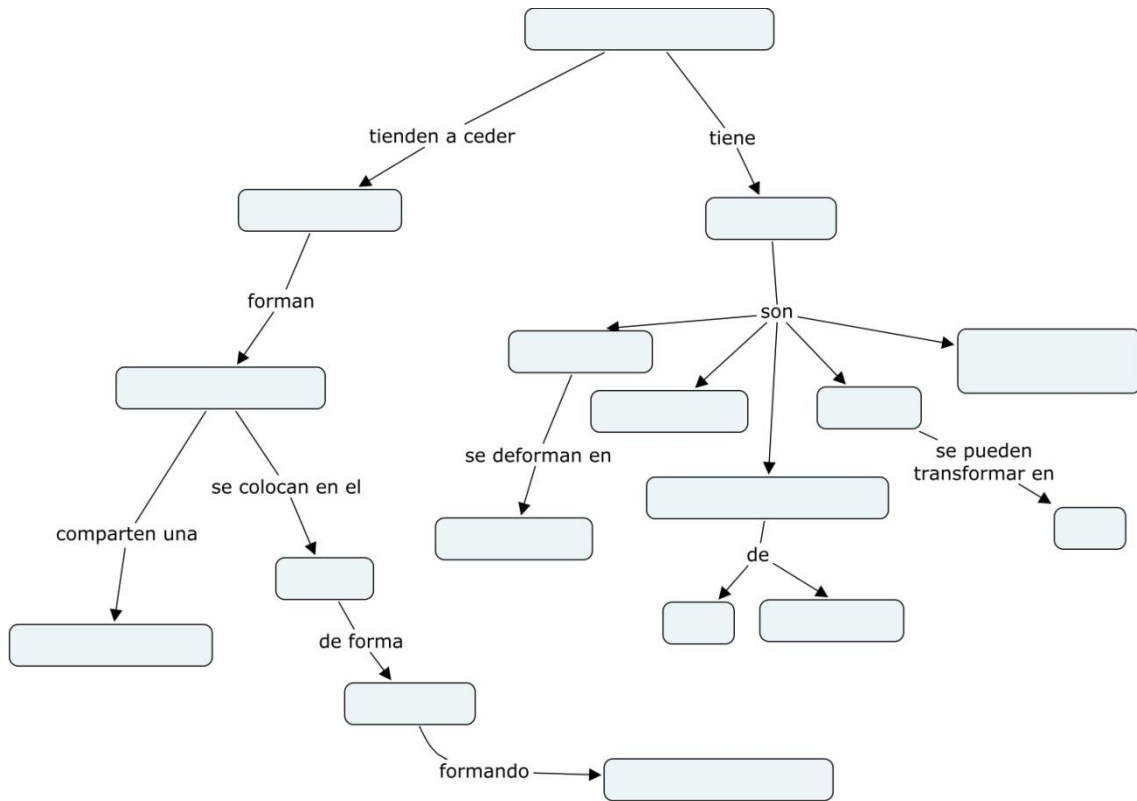 tienden a ceder
tiene
forman
son
se deforman en
se pueden
transformar en
se colocan en el
comparten una
de
de forma
formando